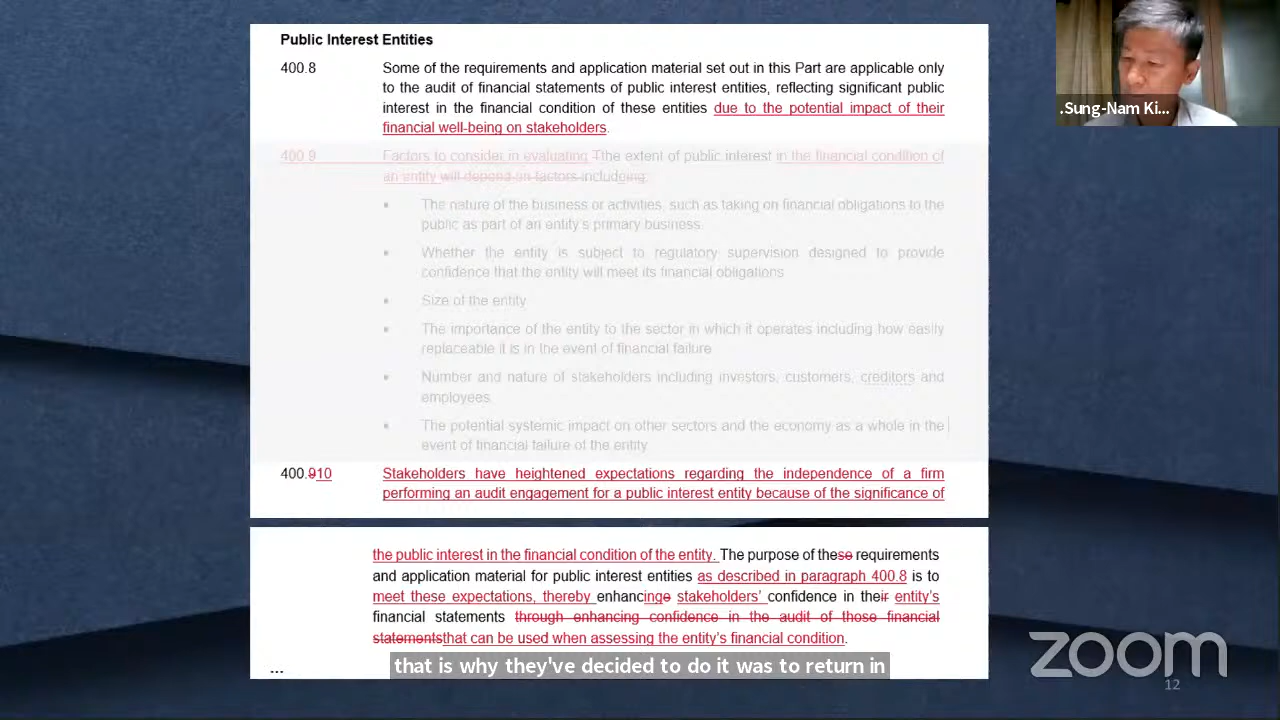 Public Interest Entities
400.8 Some of the requirements and application material set out in this Part are applicable only
to the audit of financial statements of public interest entities, reflecting significant public
interest in the financial condition of these entities due to the potential impact of their
financial well-being on stakeholders.
400.9 Factors to consider in evaluating Tthe extent of public interest in the financial condition of
an entity will depend on factors includeing:
• The nature of the business or activities, such as taking on financial obligations to the
public as part of an entity's primary business.
• Whether the entity is subject to regulatory supervision designed to provide
confidence that the entity will meet its financial obligations
• Size of the entity
• The importance of the entity to the sector in which it operates including how easily
replaceable it is in the event of financial failure
• Number and nature of stakeholders including investors, customers, creditors and
employees.
• The potential systemic impact on other sectors and the economy as a whole in the
event of financial failure of the entity
400.910 Stakeholders have heightened expectations regarding the independence of a firm
performing an audit engagement for a public interest entity because of the significance of
the public interest in the financial condition of the entity. The purpose of these requirements
and application material for public interest entities as described in paragraph 400.8 is to
meet these expectations, thereby enhancinge stakeholders' confidence in their entity's
financial statements through enhancing confidence in the audit of those financial
statementsthat can be used when assessing the entity's financial condition.
...
that is why they've decided to do it was to return in
.Sung-Nam Ki...
zoom
12